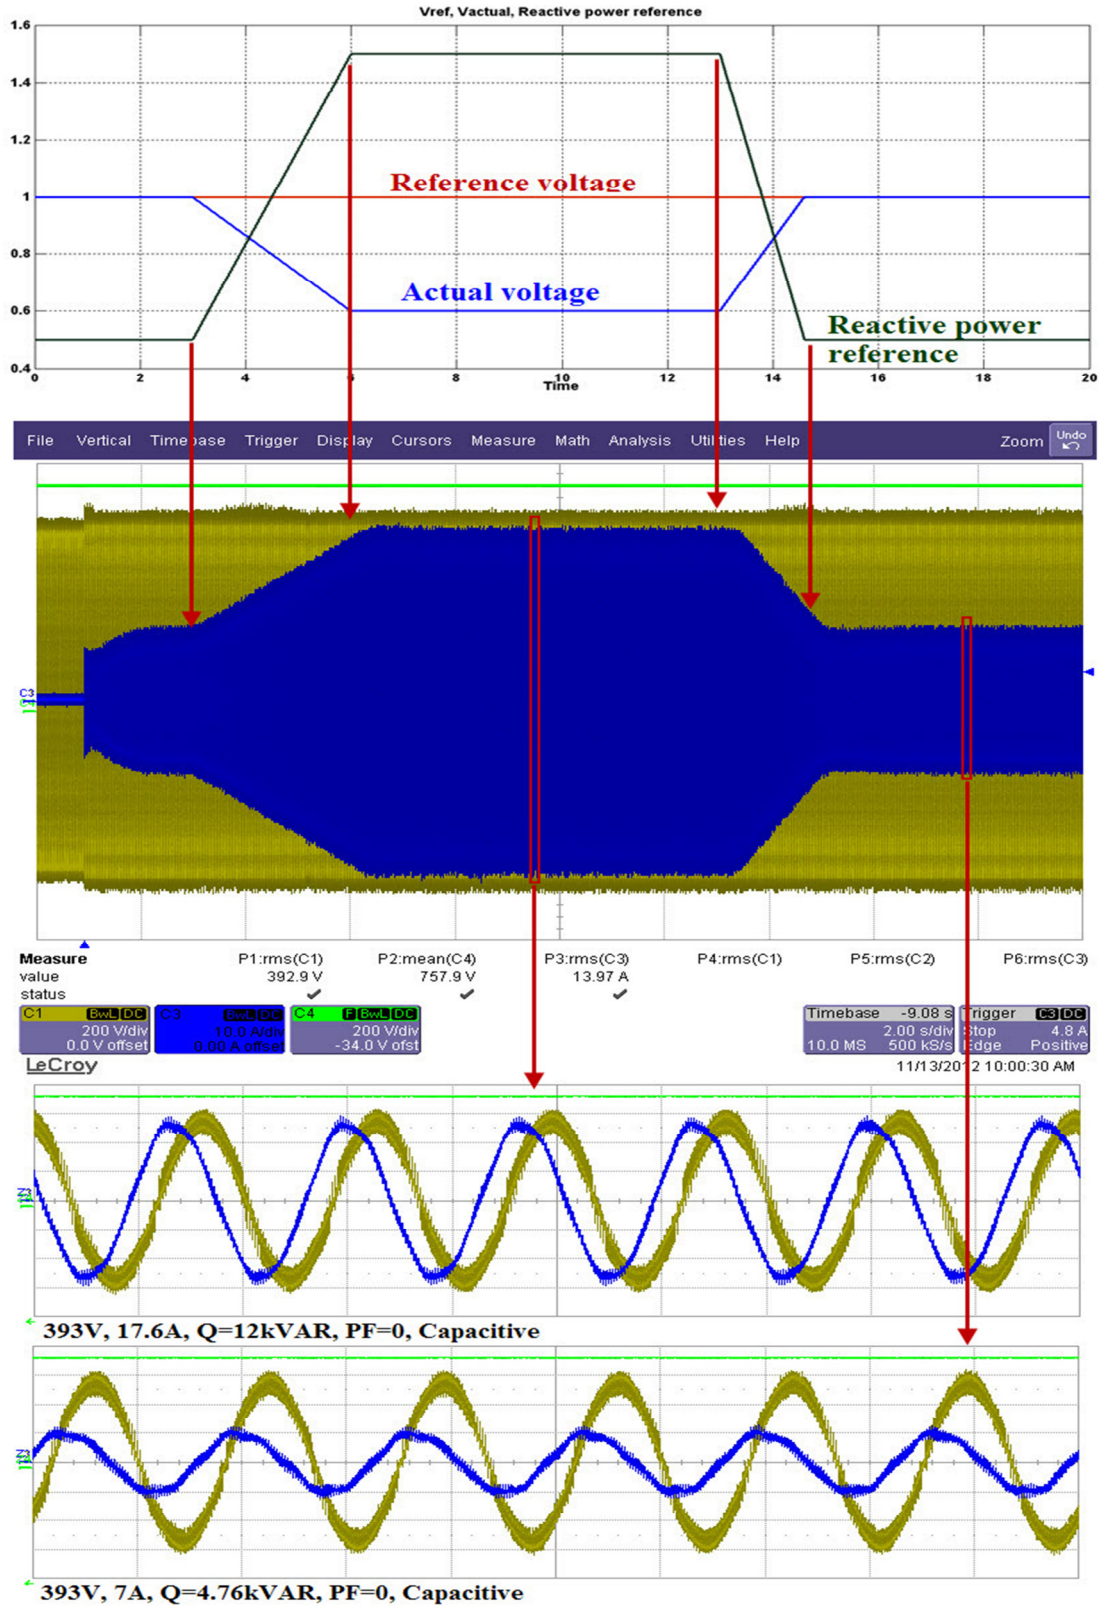 Vref, Vactual, Reactive power reference
1.6
1.4
1.2
1
0.8
0.6
0.4
Reference voltage
Actual voltage
Reactive power
reference
0 2 4 6 8 10 12 14 16 18 20
Time
File Vertical Timebase Trigger Display Cursors Measure Math Analysis Utilities Help Zoom Undo
C3
Measure P1:rms(C1) P2:mean(C4) P3:rms(C3) P4:rms(C1) P5:rms(C2) P6:rms(C3)
value 392.9 V 757.9 V 13.97 A
status
C1 BwL DC C3 BwL DC C4 F BwL DC Timebase -9.08 s Trigger C3 DC
200 V/div 10.0 A/div 200 V/div 2.00 s/div Stop 4.8 A
0.0 V offset 0.00 A offset -34.0 V ofst 10.0 MS 500 kS/s Edge Positive
LeCroy 11/13/2012 10:00:30 AM
Z3
393V, 17.6A, Q=12kVAR, PF=0, Capacitive
Z3
393V, 7A, Q=4.76kVAR, PF=0, Capacitive